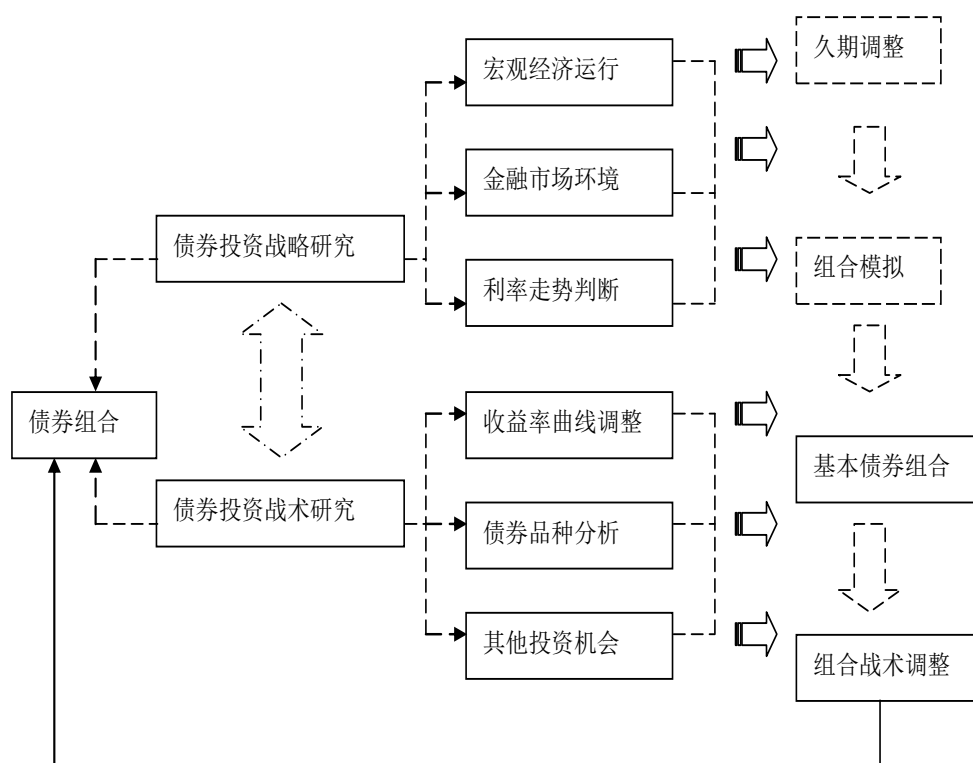 久期调整
宏观经济运行
金融市场环境
债券投资战略研究
组合模拟
利率走势判断
债券组合
收益率曲线调整
基本债券组合
债券投资战术研究
债券品种分析
其他投资机会
组合战术调整